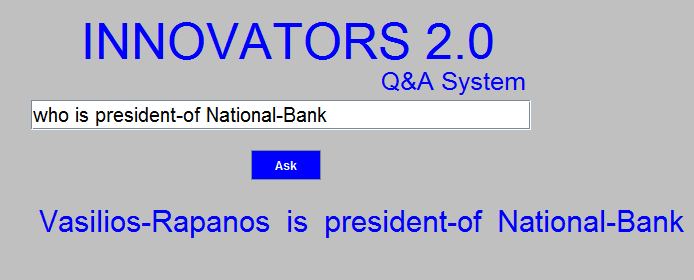 INNOVATORS 2.0
Q&A System
who is president-of National-Bank
Ask
Vasilios-Rapanos is president-of National-Bank